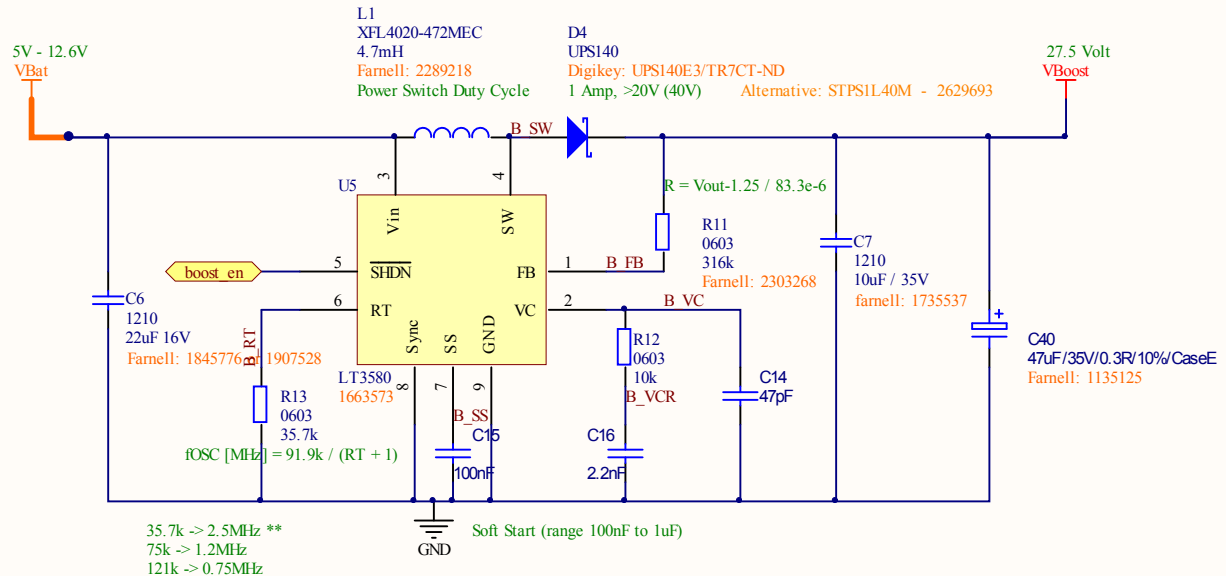 L1
XFL4020-472MEC
4.7mH
Farnell: 2289218
Power Switch Duty Cycle
D4
UPS140
Digikey: UPS140E3/TR7CT-ND
1 Amp, >20V (40V)
Alternative: STPS1L40M - 2629693
5V - 12.6V
VBat
27.5 Volt
VBoost
B_SW
3
4
U5
Vin
SW
R = Vout-1.25 / 83.3e-6
boost_en
5
SHDN
FB
1
B_FB
R11
0603
316k
Farnell: 2303268
C7
1210
10uF / 35V
farnell: 1735537
6
RT
VC
2
B_VC
C6
1210
22uF 16V
Farnell: 1845776 1907528
B_RT
Sync
SS
GND
R12
0603
10k
B_VCR
+
C40
47uF/35V/0.3R/10%/CaseE
Farnell: 1135125
LT3580
1663573
8
7
9
R13
0603
35.7k
B_SS
C15
100nF
C16
2.2nF
C14
47pF
fOSC [MHz] = 91.9k / (RT + 1)
35.7k -> 2.5MHz **
75k -> 1.2MHz
121k -> 0.75MHz
GND
Soft Start (range 100nF to 1uF)